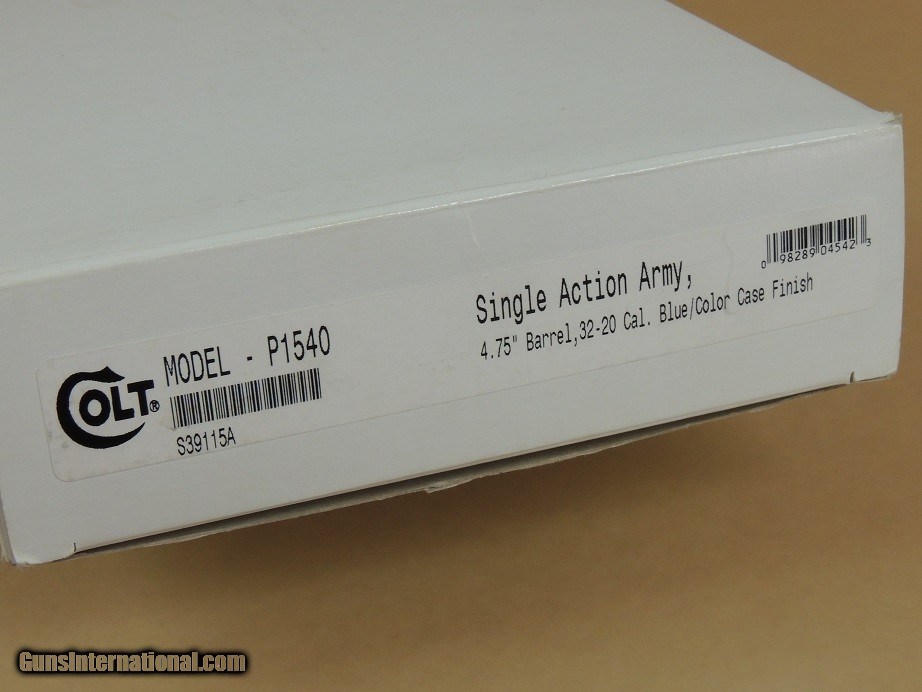 COLT®
MODEL - P1540
S39115A
Single Action Army,
4.75" Barrel,32-20 Cal. Blue/Color Case Finish
0 98289 04542 3
GunsInternational.com